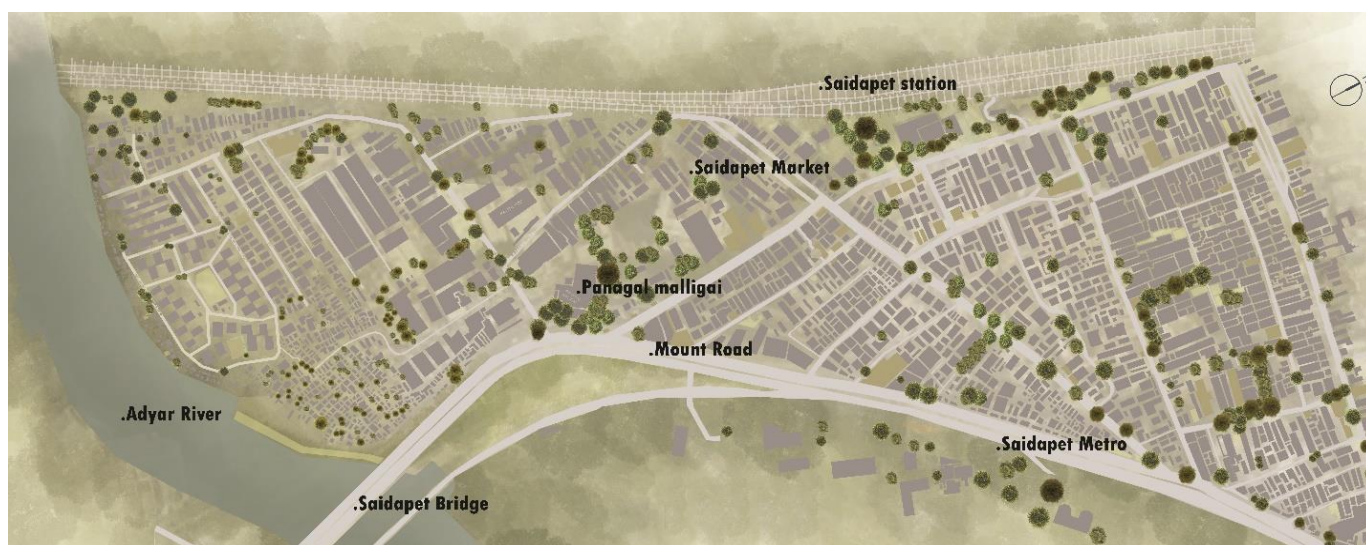 .Saidapet station
.Saidapet Market
.Panagal malligai
.Mount Road
.Adyar River
.Saidapet Metro
.Saidapet Bridge